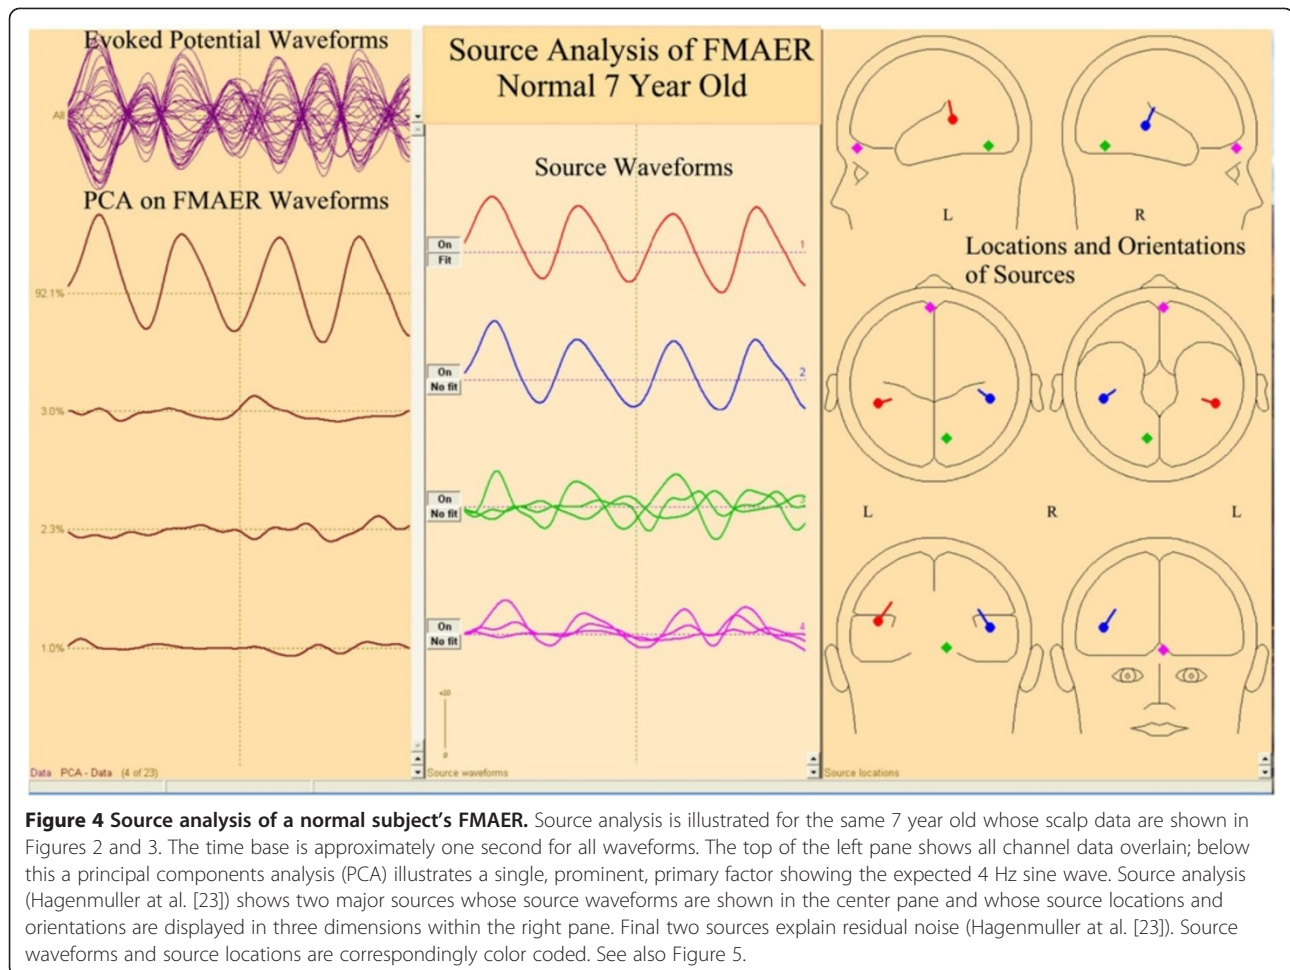 Evoked Potential Waveforms
All
PCA on FMAER Waveforms
92.1%
3.0%
2.3%
1.0%
Data PCA - Data (4 of 23)
Source Analysis of FMAER
Normal 7 Year Old
Source Waveforms
On
Fit
1
On
No fit
2
On
No fit
3
On
No fit
4
+20
0
Source waveforms
L R
Locations and Orientations
of Sources
L R L
Source locations
Figure 4 Source analysis of a normal subject's FMAER. Source analysis is illustrated for the same 7 year old whose scalp data are shown in
Figures 2 and 3. The time base is approximately one second for all waveforms. The top of the left pane shows all channel data overlain; below
this a principal components analysis (PCA) illustrates a single, prominent, primary factor showing the expected 4 Hz sine wave. Source analysis
(Hagenmuller at al. [23]) shows two major sources whose source waveforms are shown in the center pane and whose source locations and
orientations are displayed in three dimensions within the right pane. Final two sources explain residual noise (Hagenmuller at al. [23]). Source
waveforms and source locations are correspondingly color coded. See also Figure 5.